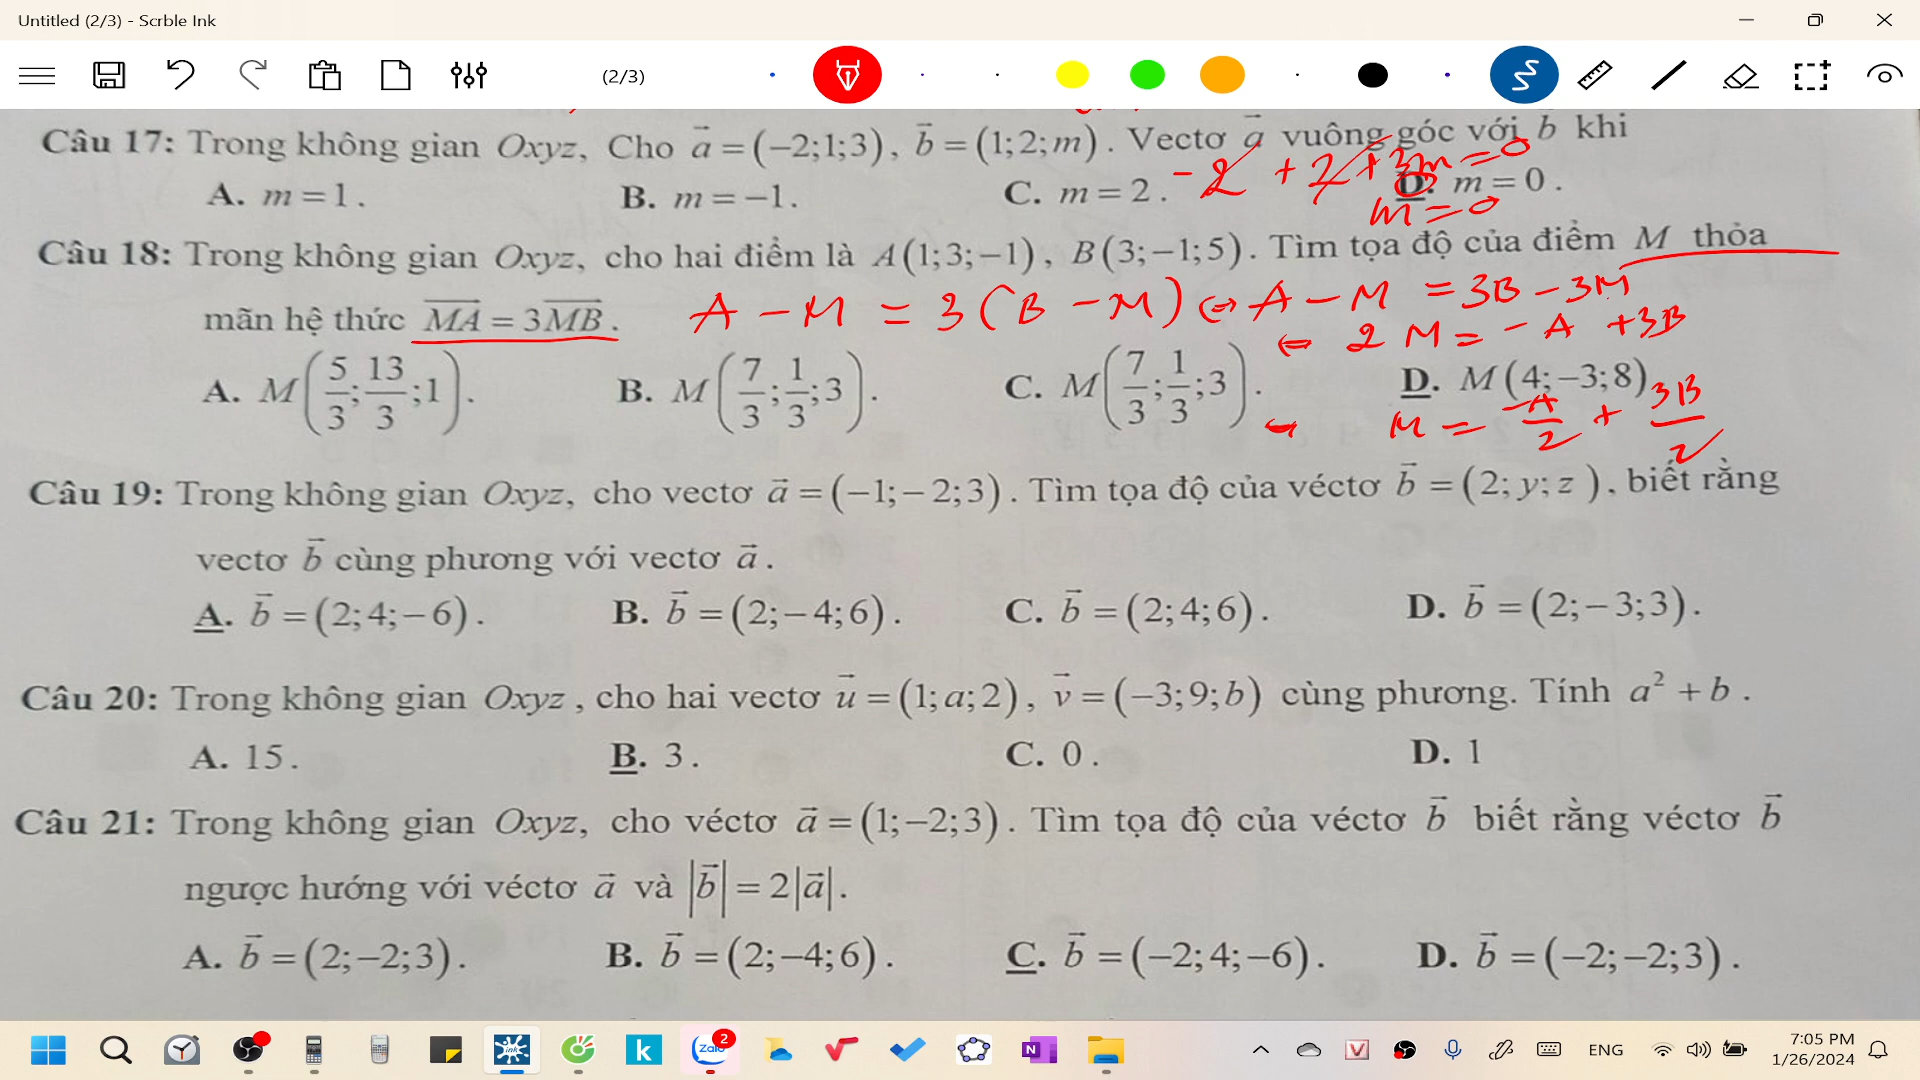 Untitled (2/3) - Scrble Ink
(2/3)
Câu 17: Trong không gian Oxyz, Cho a⃗ = (−2;1;3), b⃗ = (1;2;m). Vectơ a⃗ vuông góc với b⃗ khi
-2 + 2 + 3m = 0
A. m = 1. B. m = −1. C. m = 2. D. m = 0.
m = 0
Câu 18: Trong không gian Oxyz, cho hai điểm là A(1;3;−1), B(3;−1;5). Tìm tọa độ của điểm M thỏa
mãn hệ thức MA⃗ = 3MB⃗. A - M = 3(B - M) ⇔ A - M = 3B - 3M
⇔ 2M = -A + 3B
A. M(5/3; 13/3; 1). B. M(7/3; 1/3; 3). C. M(7/3; 1/3; 3). D. M(4;−3;8)
M = -A/2 + 3B/2
Câu 19: Trong không gian Oxyz, cho vectơ a⃗ = (−1;−2;3). Tìm tọa độ của véctơ b⃗ = (2; y; z ), biết rằng
vectơ b⃗ cùng phương với vectơ a⃗.
A. b⃗ = (2;4;−6). B. b⃗ = (2;−4;6). C. b⃗ = (2;4;6). D. b⃗ = (2;−3;3).
Câu 20: Trong không gian Oxyz , cho hai vectơ u⃗ = (1;a;2), v⃗ = (−3;9;b) cùng phương. Tính a² + b.
A. 15. B. 3. C. 0. D. 1
Câu 21: Trong không gian Oxyz, cho véctơ a⃗ = (1;−2;3). Tìm tọa độ của véctơ b⃗ biết rằng véctơ b⃗
ngược hướng với véctơ a⃗ và |b⃗| = 2|a⃗|.
A. b⃗ = (2;−2;3). B. b⃗ = (2;−4;6). C. b⃗ = (−2;4;−6). D. b⃗ = (−2;−2;3).
ink k Zalo 2 N V ENG 7:05 PM
1/26/2024